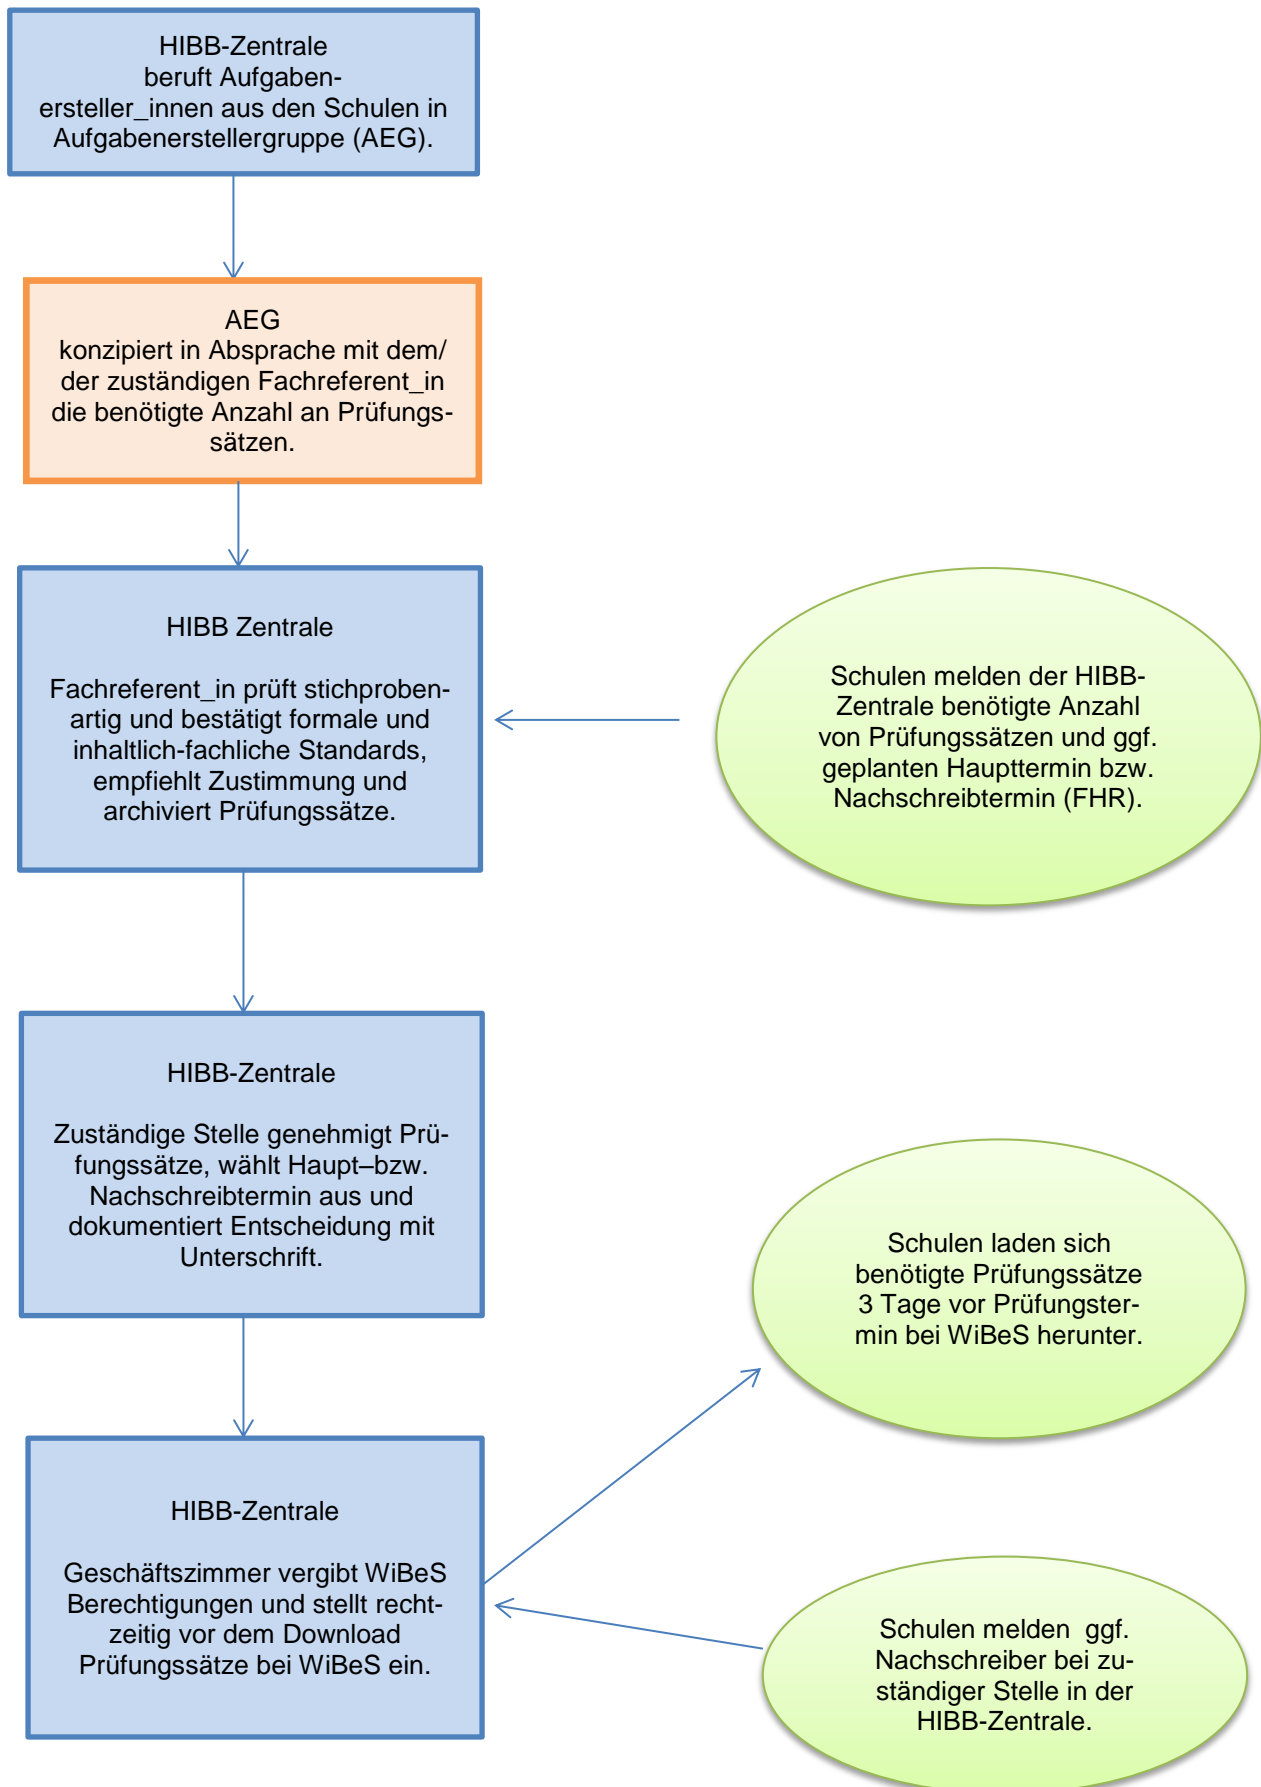 HIBB-Zentrale
beruft Aufgaben-
ersteller_innen aus den Schulen in
Aufgabenerstellergruppe (AEG).
AEG
konzipiert in Absprache mit dem/
der zuständigen Fachreferent_in
die benötigte Anzahl an Prüfungs-
sätzen.
HIBB Zentrale
Fachreferent_in prüft stichproben-
artig und bestätigt formale und
inhaltlich-fachliche Standards,
empfiehlt Zustimmung und
archiviert Prüfungssätze.
Schulen melden der HIBB-
Zentrale benötigte Anzahl
von Prüfungssätzen und ggf.
geplanten Haupttermin bzw.
Nachschreibtermin (FHR).
HIBB-Zentrale
Zuständige Stelle genehmigt Prü-
fungssätze, wählt Haupt–bzw.
Nachschreibtermin aus und
dokumentiert Entscheidung mit
Unterschrift.
Schulen laden sich
benötigte Prüfungssätze
3 Tage vor Prüfungster-
min bei WiBeS herunter.
HIBB-Zentrale
Geschäftszimmer vergibt WiBeS
Berechtigungen und stellt recht-
zeitig vor dem Download
Prüfungssätze bei WiBeS ein.
Schulen melden  ggf.
Nachschreiber bei zu-
ständiger Stelle in der
HIBB-Zentrale.